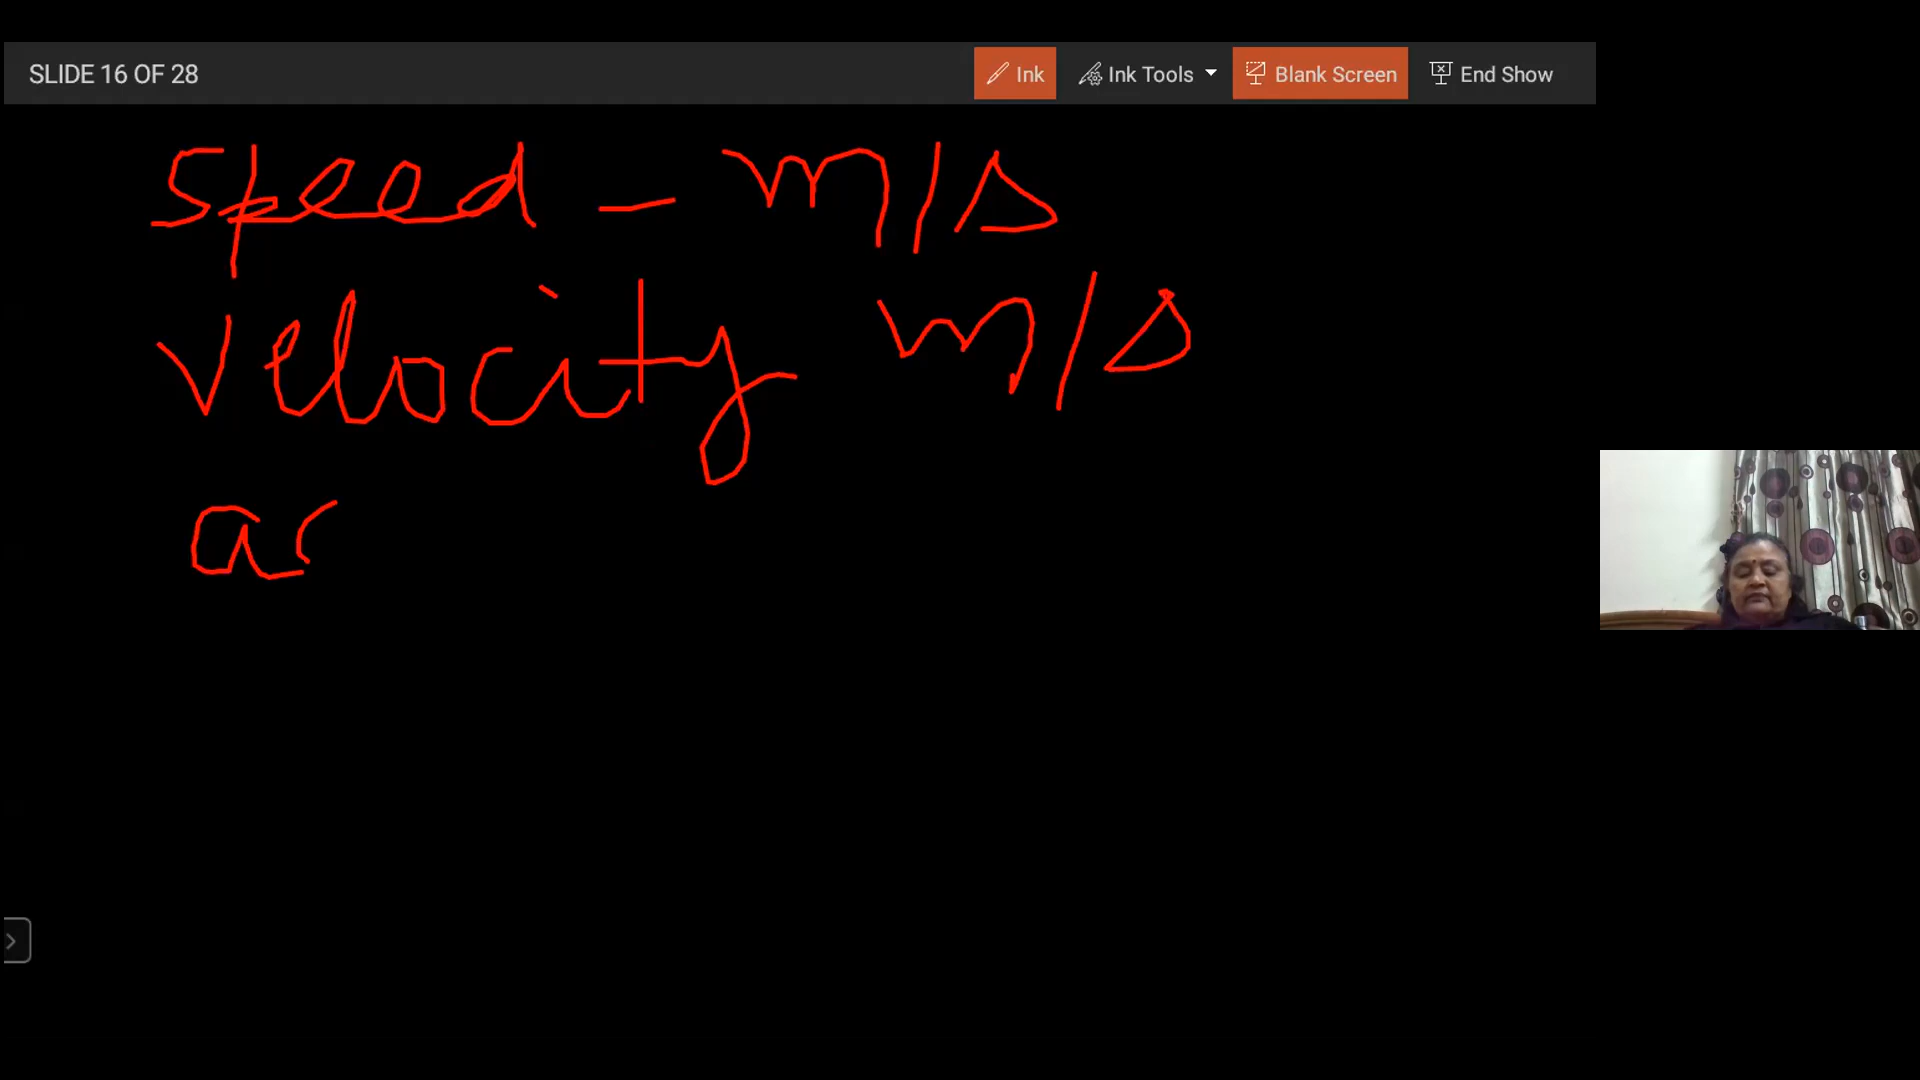 SLIDE 16 OF 28 Ink Ink Tools Blank Screen End Show
Speed - m/s
Velocity m/s
ac